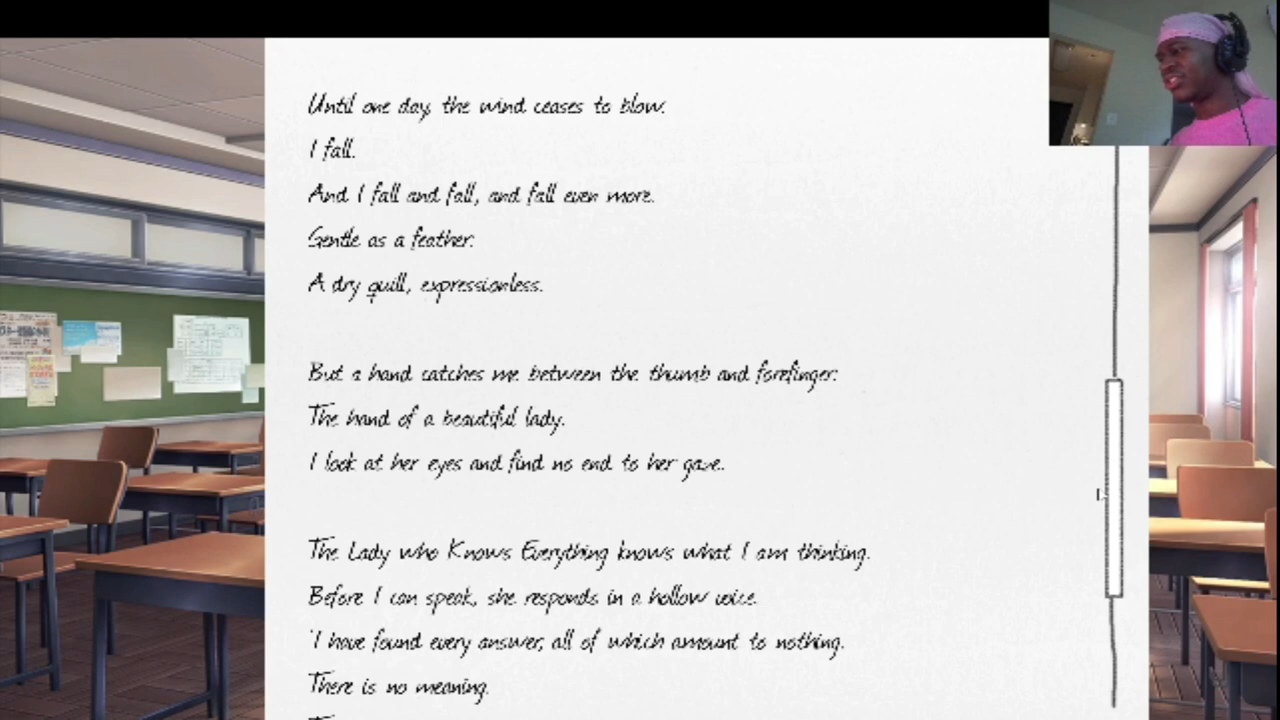 Until one day, the wind ceases to blow.
I fall.
And I fall and fall, and fall even more.
Gentle as a feather.
A dry quill, expressionless.
But a hand catches me between the thumb and forefinger.
The hand of a beautiful lady.
I look at her eyes and find no end to her gaze.
The Lady who Knows Everything knows what I am thinking.
Before I can speak, she responds in a hollow voice.
'I have found every answer, all of which amount to nothing.
There is no meaning.